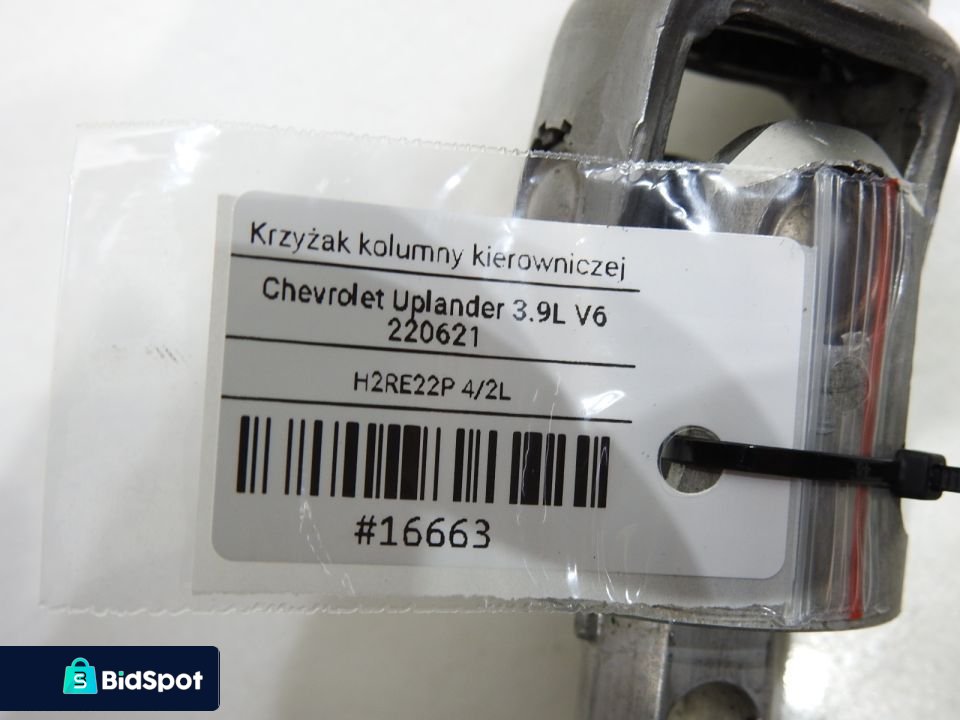 Krzyżak kolumny kierowniczej
Chevrolet Uplander 3.9L V6
220621
H2RE22P 4/2L
#16663
BidSpot